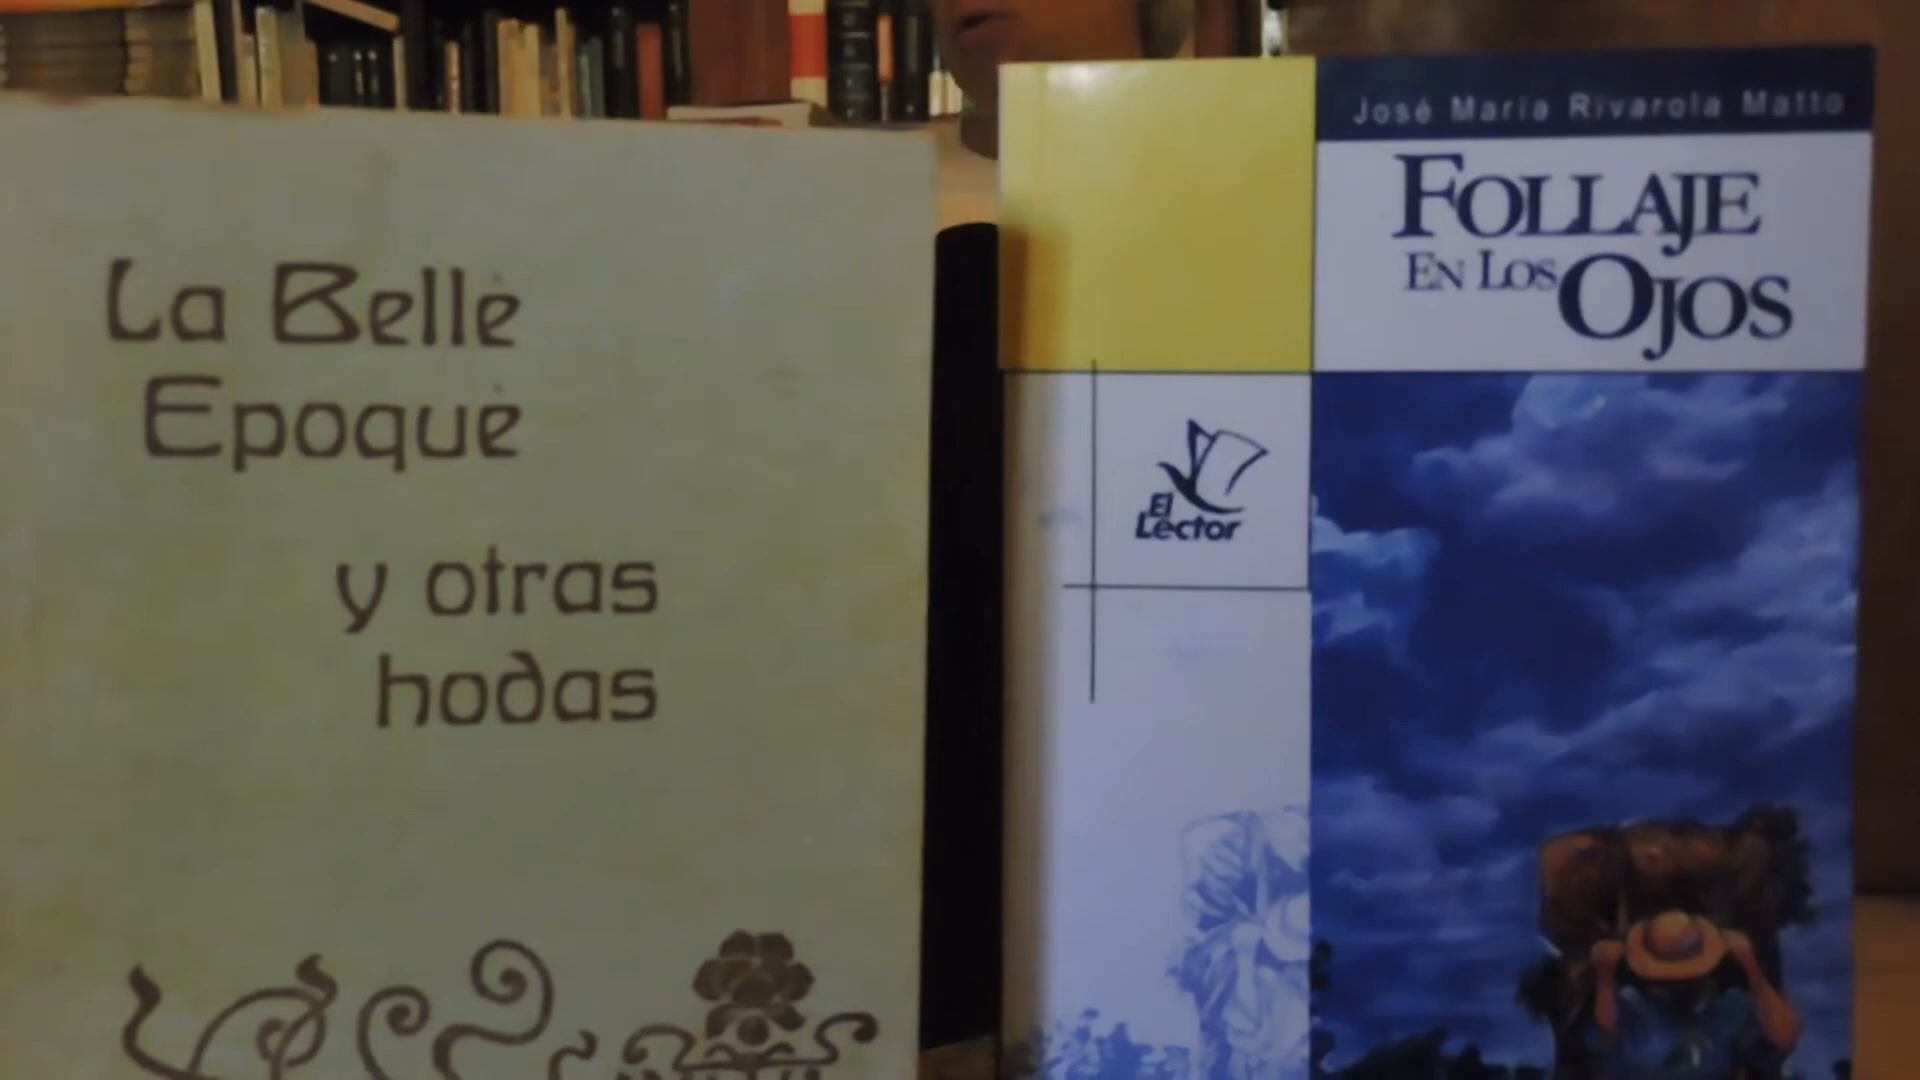 La Belle
Epoque
y otras
hodas
José María Rivarola Matto
FOLLAJE
EN LOS OJOS
El
Lector